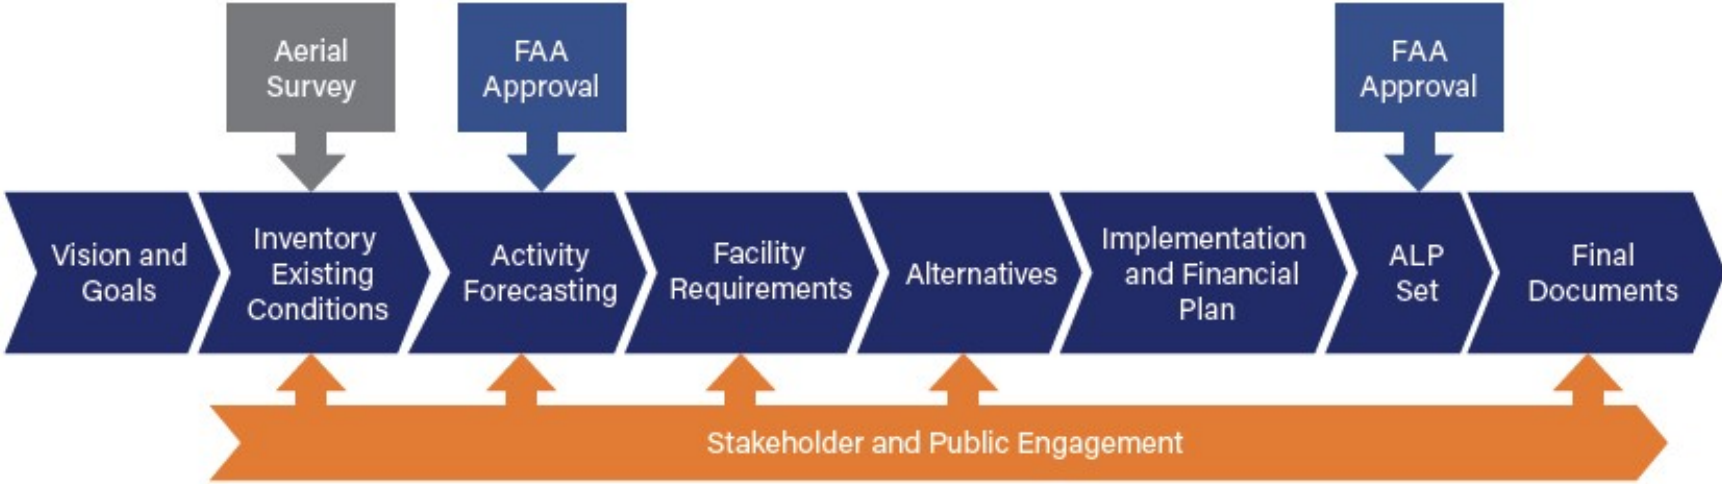 Aerial
Survey
FAA
Approval
FAA
Approval
Vision and
Goals
Inventory
Existing
Conditions
Activity
Forecasting
Facility
Requirements
Alternatives
Implementation
and Financial
Plan
ALP
Set
Final
Documents
Stakeholder and Public Engagement